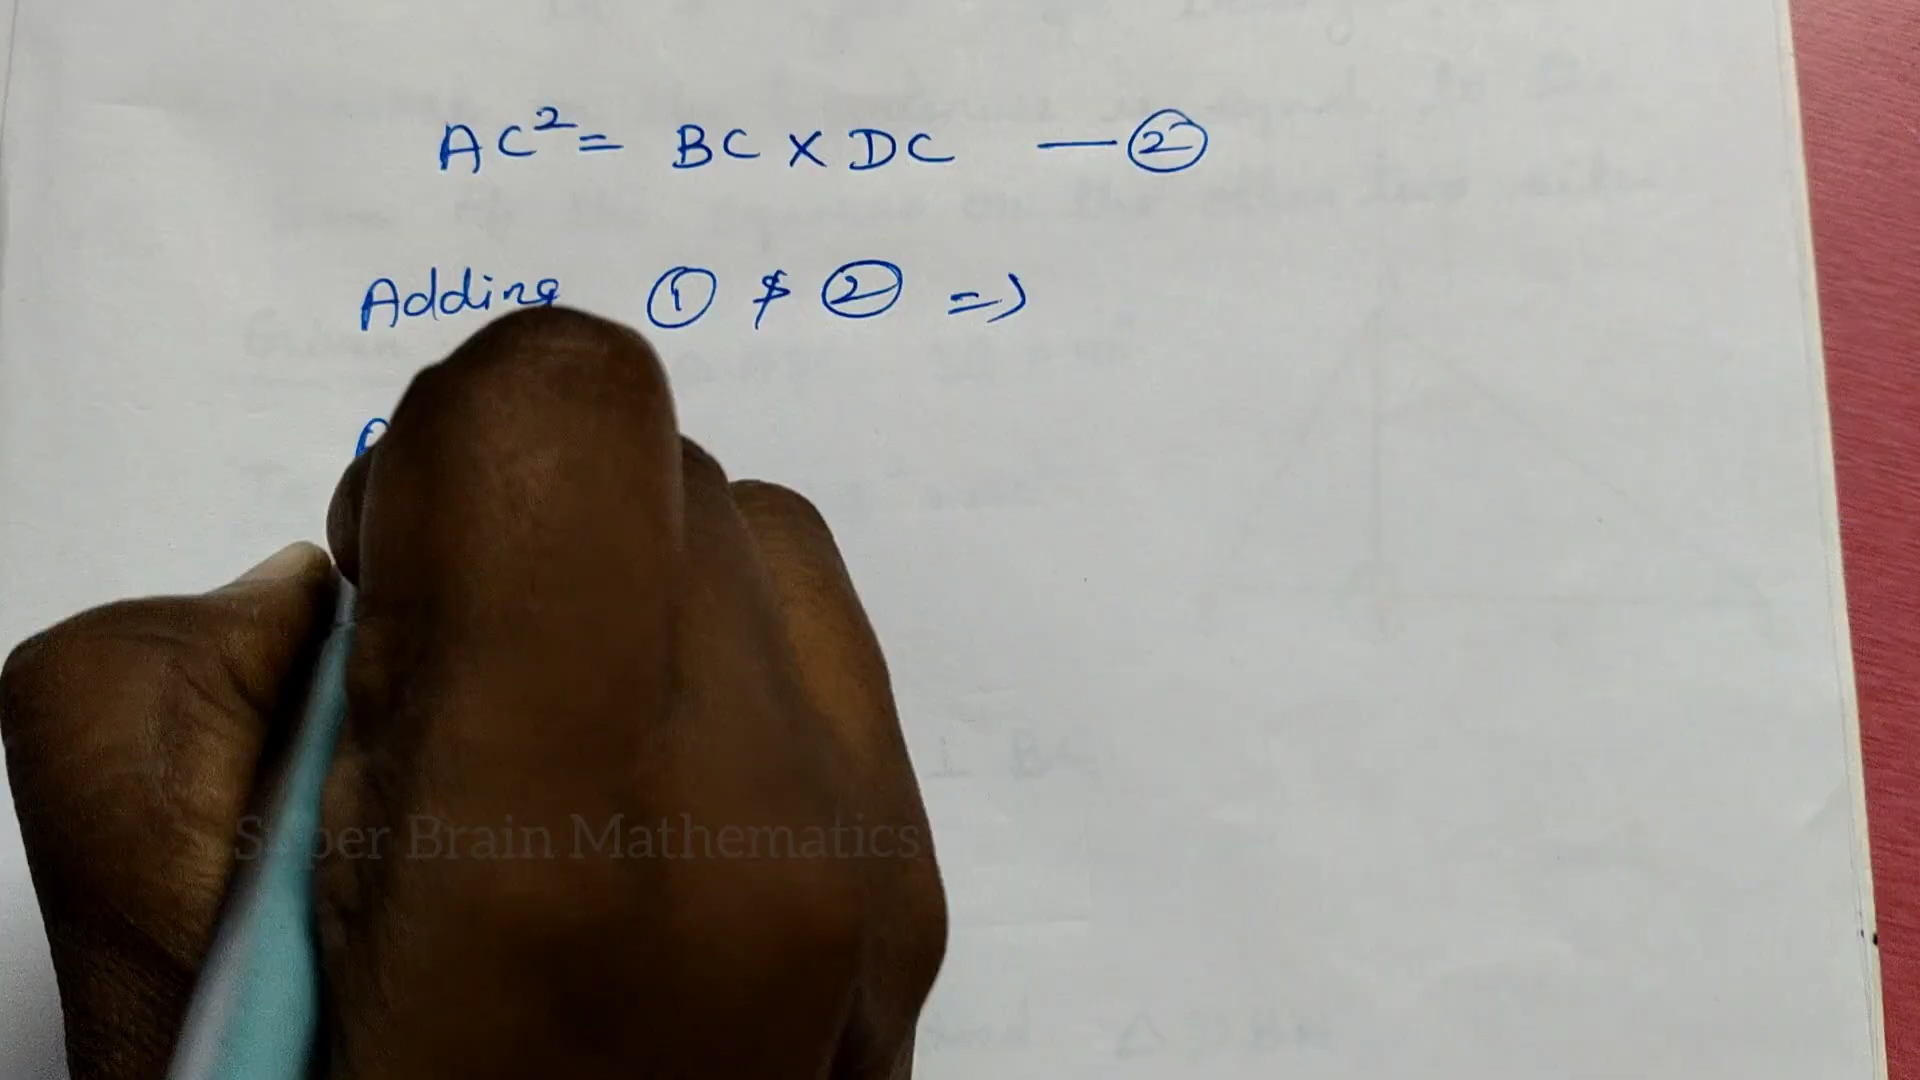 AC² = BC × DC — ②
Adding ① & ② =>
A
Super Brain Mathematics